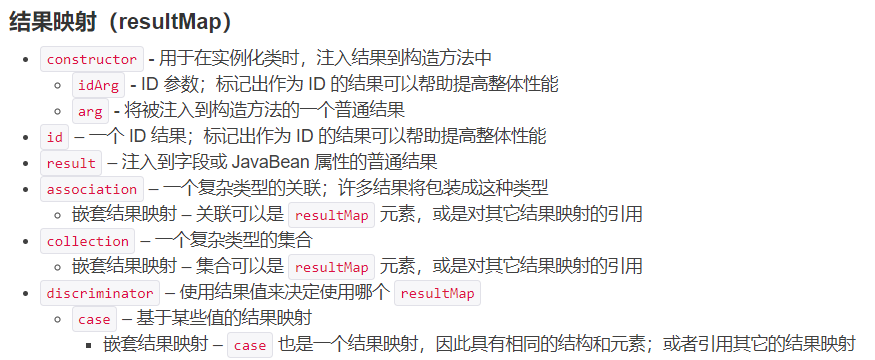 结果映射（resultMap）
constructor - 用于在实例化类时，注入结果到构造方法中
idArg - ID 参数；标记出作为 ID 的结果可以帮助提高整体性能
arg - 将被注入到构造方法的一个普通结果
id – 一个 ID 结果；标记出作为 ID 的结果可以帮助提高整体性能
result – 注入到字段或 JavaBean 属性的普通结果
association – 一个复杂类型的关联；许多结果将包装成这种类型
嵌套结果映射 – 关联可以是 resultMap 元素，或是对其它结果映射的引用
collection – 一个复杂类型的集合
嵌套结果映射 – 集合可以是 resultMap 元素，或是对其它结果映射的引用
discriminator – 使用结果值来决定使用哪个 resultMap
case – 基于某些值的结果映射
嵌套结果映射 – case 也是一个结果映射，因此具有相同的结构和元素；或者引用其它的结果映射